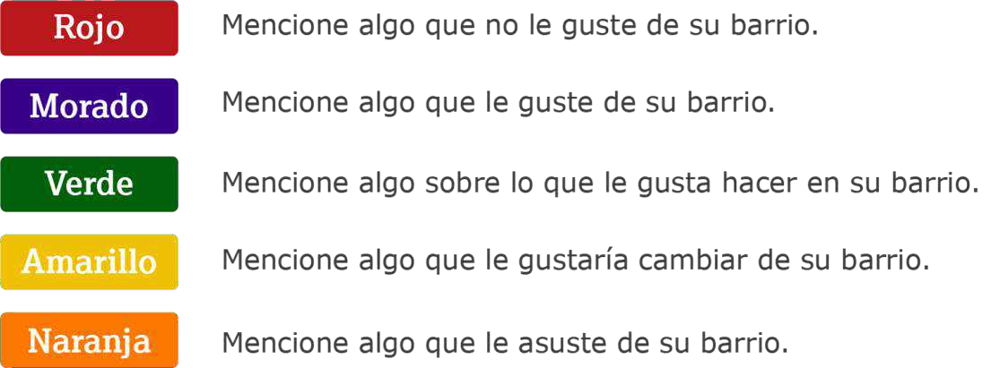 Rojo Mencione algo que no le guste de su barrio.
Morado Mencione algo que le guste de su barrio.
Verde Mencione algo sobre lo que le gusta hacer en su barrio.
Amarillo Mencione algo que le gustaría cambiar de su barrio.
Naranja Mencione algo que le asuste de su barrio.